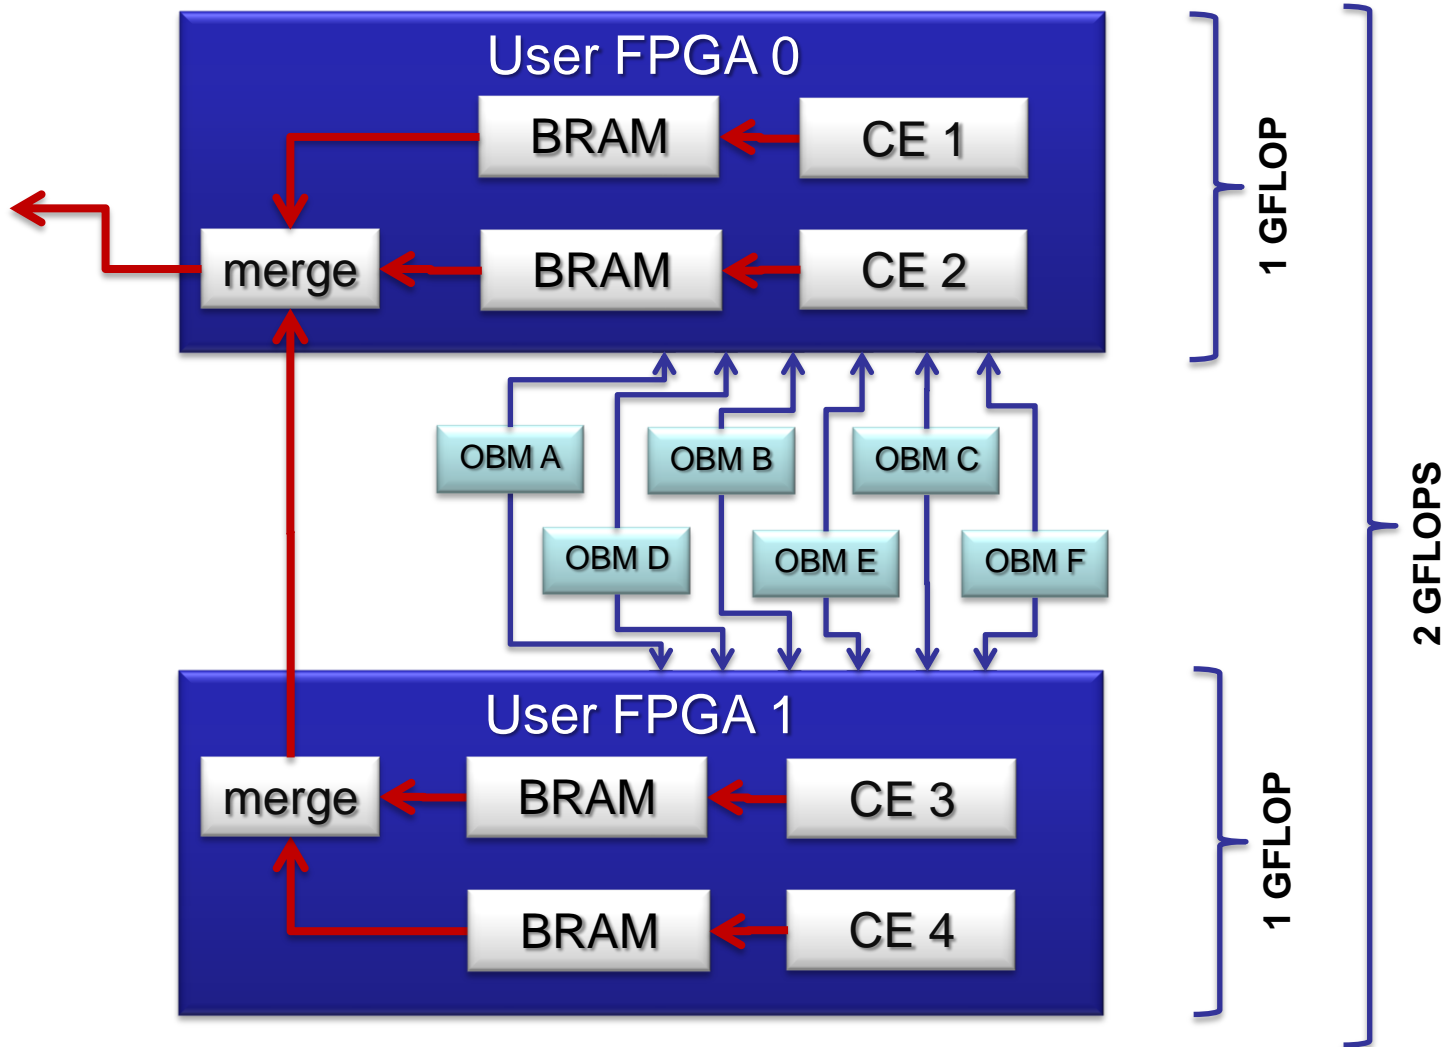 User FPGA 0
BRAM
CE 1
merge
BRAM
CE 2
1 GFLOP
OBM A
OBM B
OBM C
OBM D
OBM E
OBM F
2 GFLOPS
User FPGA 1
merge
BRAM
CE 3
BRAM
CE 4
1 GFLOP